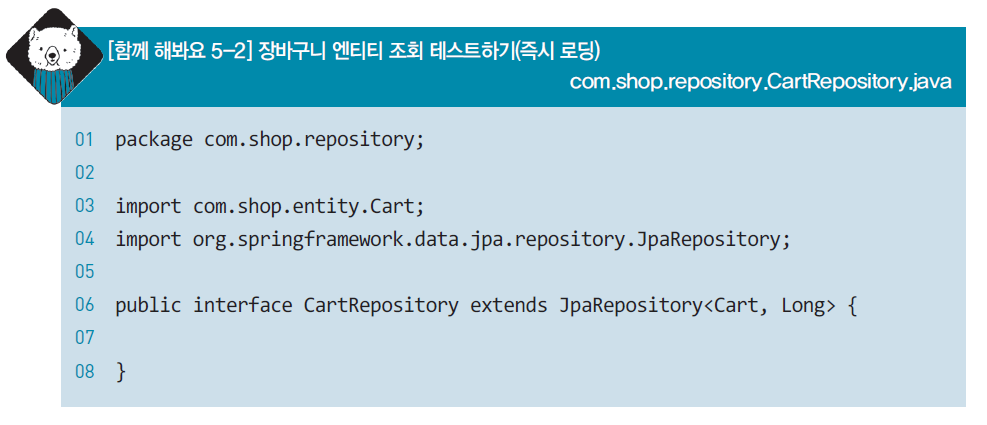 [함께 해봐요 5-2] 장바구니 엔티티 조회 테스트하기(즉시 로딩)
com.shop.repository.CartRepository.java
01 package com.shop.repository;
02
03 import com.shop.entity.Cart;
04 import org.springframework.data.jpa.repository.JpaRepository;
05
06 public interface CartRepository extends JpaRepository<Cart, Long> {
07
08 }